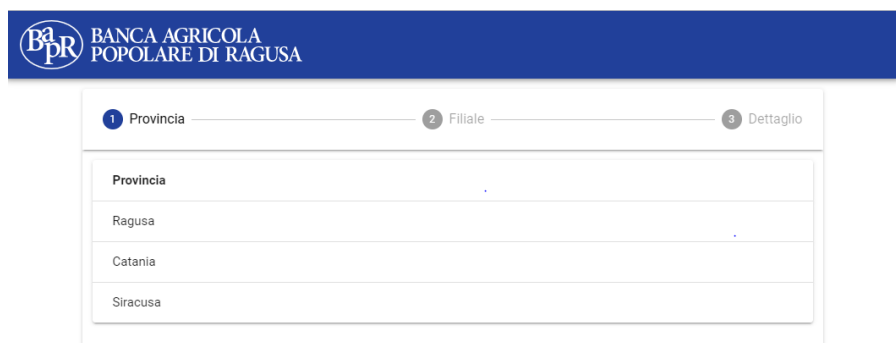 BapR BANCA AGRICOLA
POPOLARE DI RAGUSA
1 Provincia 2 Filiale 3 Dettaglio
Provincia
Ragusa
Catania
Siracusa